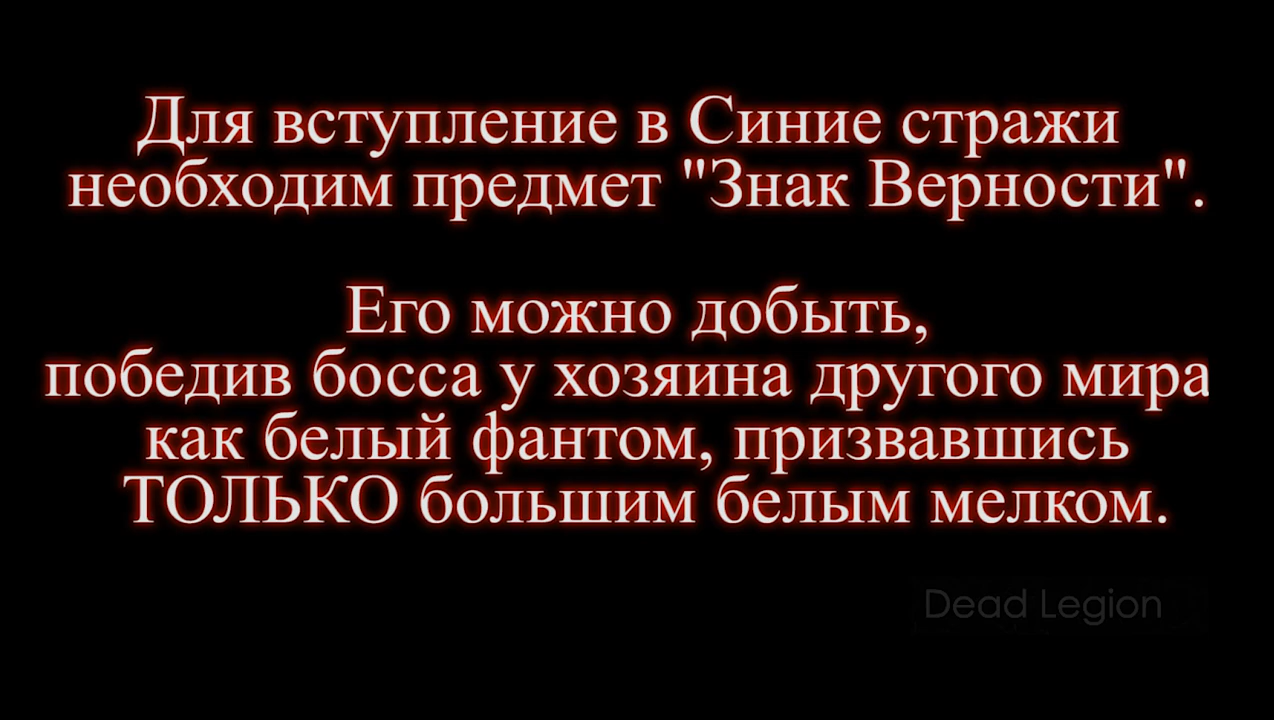 Для вступление в Синие стражи
необходим предмет "Знак Верности".
Его можно добыть,
победив босса у хозяина другого мира
как белый фантом, призвавшись
ТОЛЬКО большим белым мелком.
Dead Legion